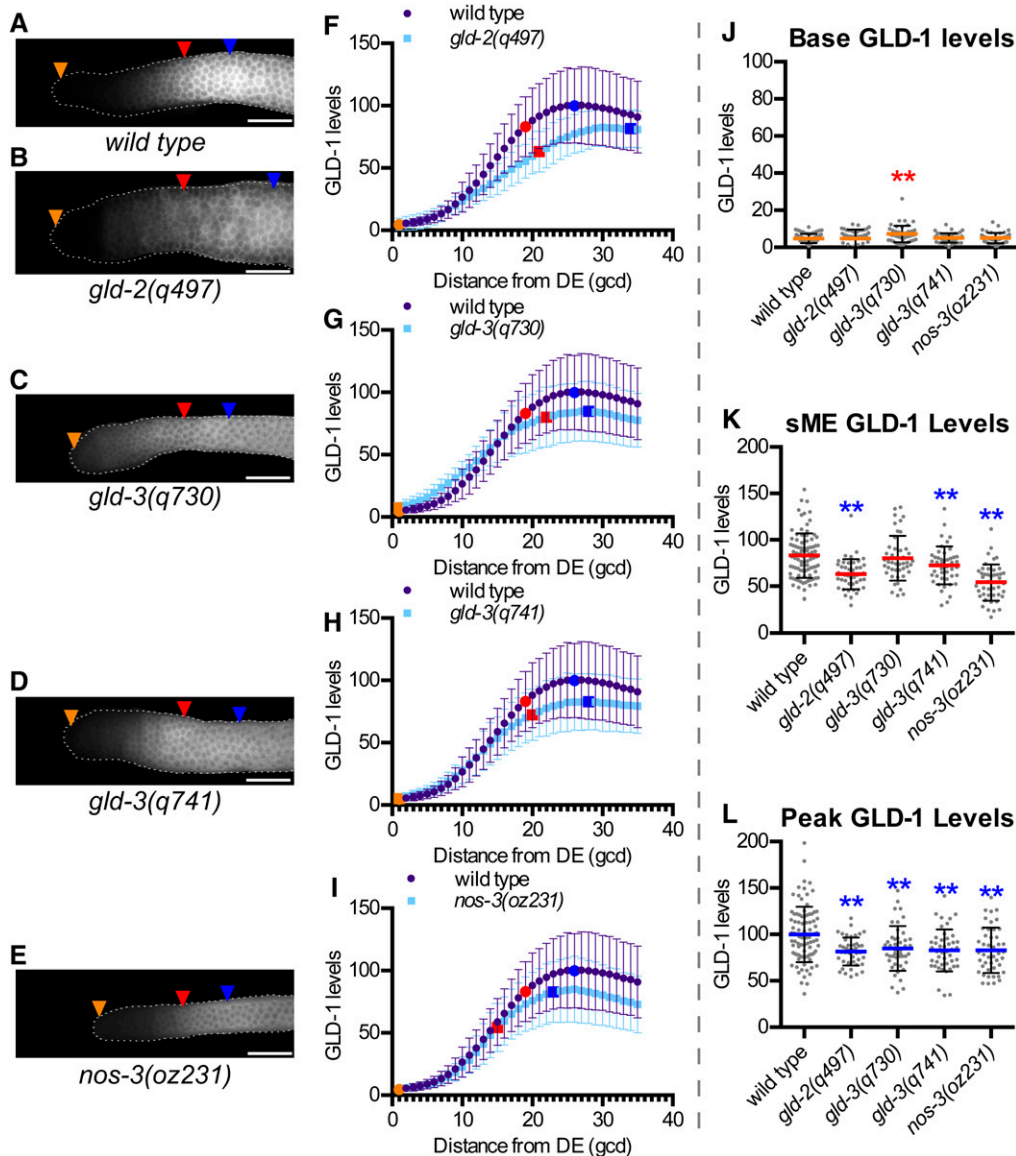 A
wild type
B
gld-2(q497)
C
gld-3(q730)
D
gld-3(q741)
E
nos-3(oz231)
F
wild type
gld-2(q497)
GLD-1 levels
150
100
50
0
0 10 20 30 40
Distance from DE (gcd)
G
wild type
gld-3(q730)
GLD-1 levels
150
100
50
0
0 10 20 30 40
Distance from DE (gcd)
H
wild type
gld-3(q741)
GLD-1 levels
150
100
50
0
0 10 20 30 40
Distance from DE (gcd)
I
wild type
nos-3(oz231)
GLD-1 levels
150
100
50
0
0 10 20 30 40
Distance from DE (gcd)
J
Base GLD-1 levels
GLD-1 levels
100
80
60
40
20
0
**
wild type
gld-2(q497)
gld-3(q730)
gld-3(q741)
nos-3(oz231)
K
sME GLD-1 Levels
GLD-1 levels
200
150
100
50
0
** ** **
wild type
gld-2(q497)
gld-3(q730)
gld-3(q741)
nos-3(oz231)
L
Peak GLD-1 Levels
GLD-1 levels
200
150
100
50
0
** ** ** **
wild type
gld-2(q497)
gld-3(q730)
gld-3(q741)
nos-3(oz231)